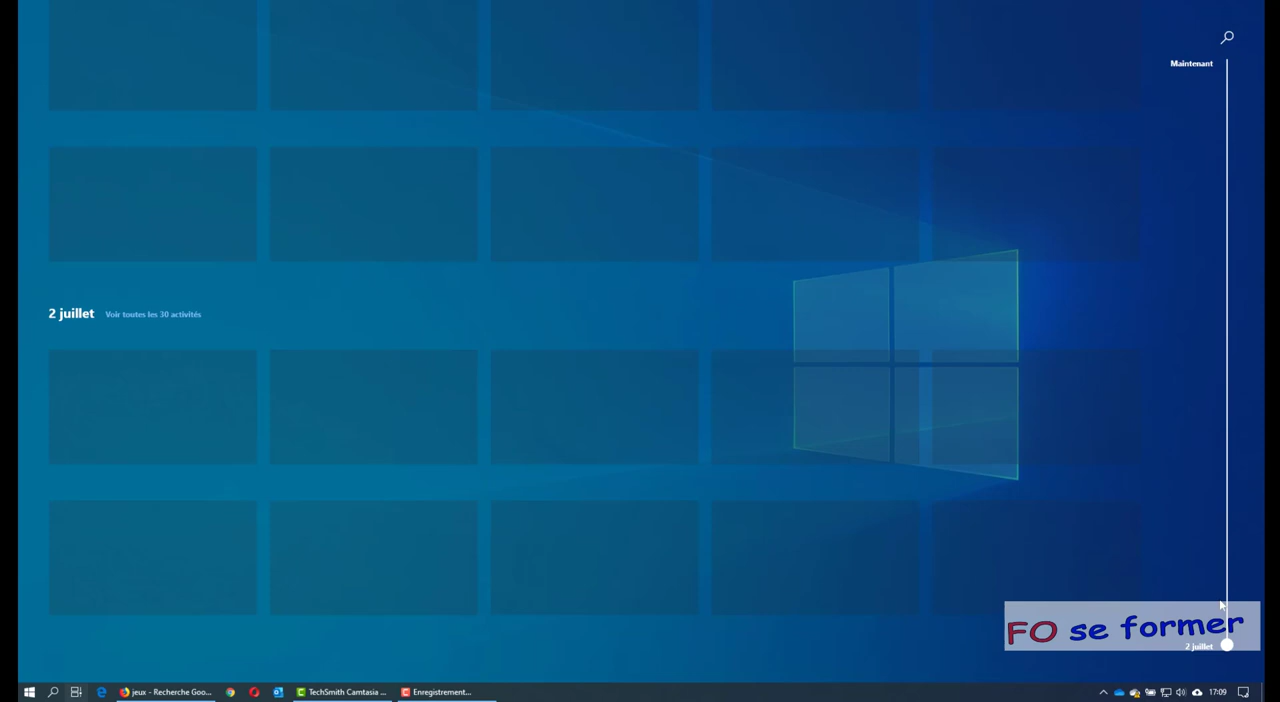 Maintenant
2 juillet Voir toutes les 30 activités
FO se former
2 juillet
jeux - Recherche Goo...
TechSmith Camtasia ...
Enregistrement...
17:09